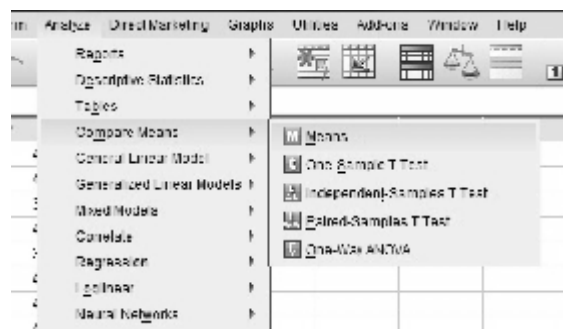 Analyze Direct Marketing Graphs Utilities Add-ons Window Help
Reports
Descriptive Statistics
Tables
Compare Means
General Linear Model
Generalized Linear Models
Mixed Models
Correlate
Regression
Loglinear
Neural Networks
Means...
One-Sample T Test...
Independent-Samples T Test...
Paired-Samples T Test...
One-Way ANOVA...